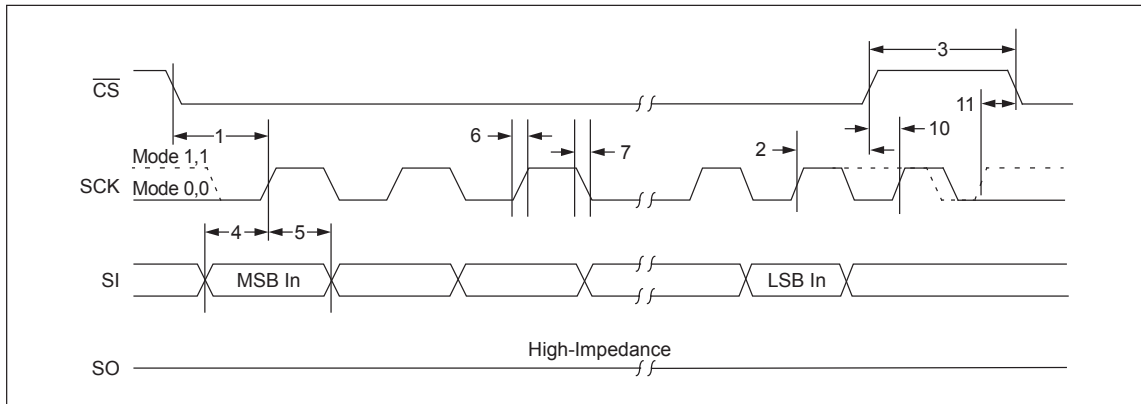 3
C̅S̅
11
1
6
7
2
10
Mode 1,1
SCK
Mode 0,0
4
5
SI
MSB In
LSB In
High-Impedance
SO